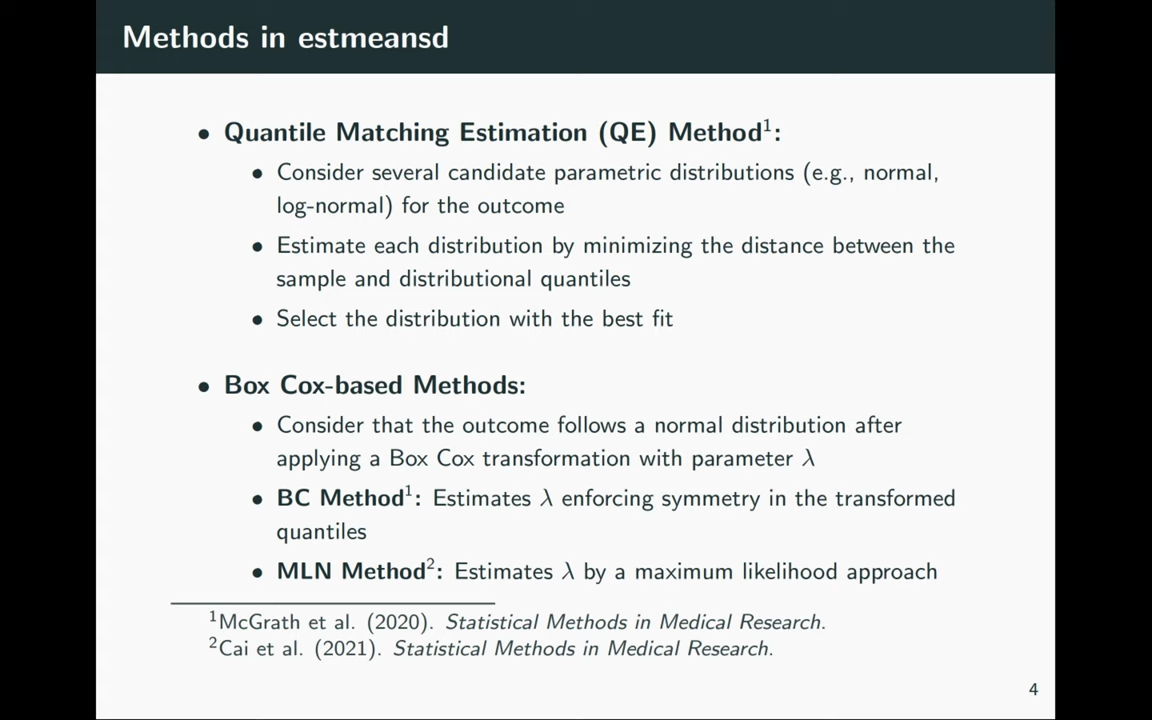 Methods in estmeansd
• Quantile Matching Estimation (QE) Method¹:
• Consider several candidate parametric distributions (e.g., normal,
log-normal) for the outcome
• Estimate each distribution by minimizing the distance between the
sample and distributional quantiles
• Select the distribution with the best fit
• Box Cox-based Methods:
• Consider that the outcome follows a normal distribution after
applying a Box Cox transformation with parameter λ
• BC Method¹: Estimates λ enforcing symmetry in the transformed
quantiles
• MLN Method²: Estimates λ by a maximum likelihood approach
¹McGrath et al. (2020). Statistical Methods in Medical Research.
²Cai et al. (2021). Statistical Methods in Medical Research.
4